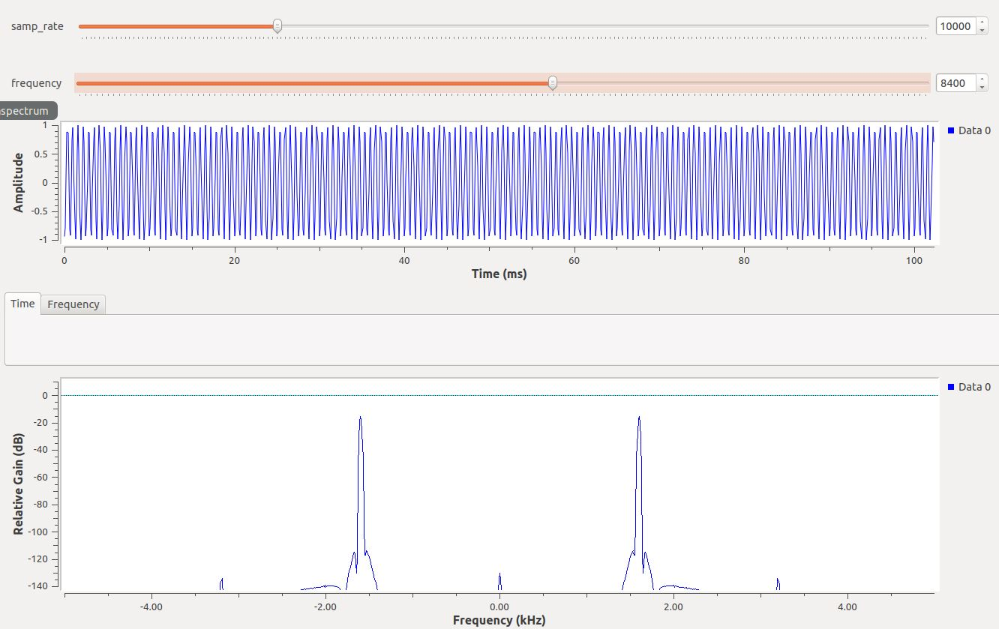 samp_rate 10000
frequency 8400
spectrum
Data 0
1
0.5
0
-0.5
-1
Amplitude
0 20 40 60 80 100
Time (ms)
Time Frequency
Data 0
0
-20
-40
-60
-80
-100
-120
-140
Relative Gain (dB)
-4.00 -2.00 0.00 2.00 4.00
Frequency (kHz)